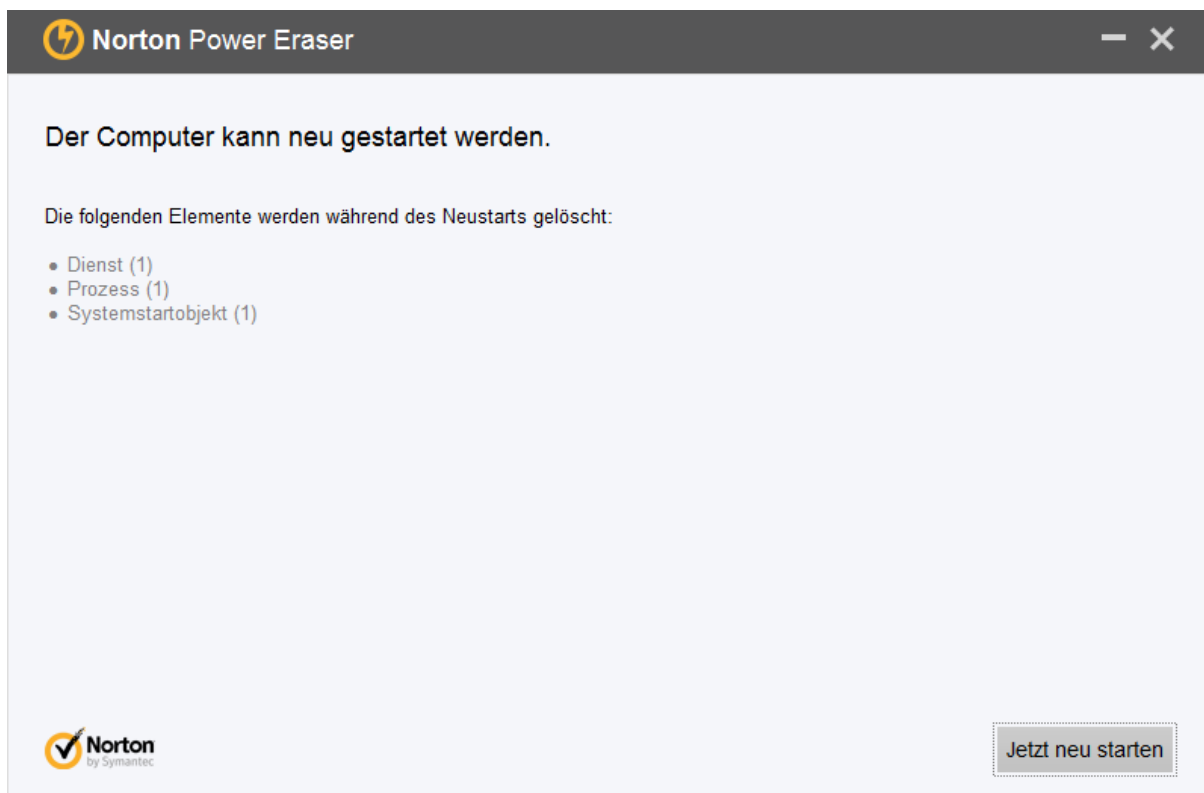 Norton Power Eraser
Der Computer kann neu gestartet werden.
Die folgenden Elemente werden während des Neustarts gelöscht:
• Dienst (1)
• Prozess (1)
• Systemstartobjekt (1)
Norton
by Symantec
Jetzt neu starten